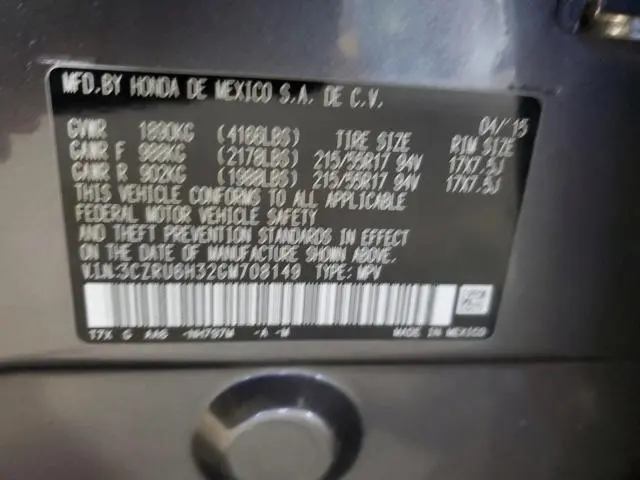 MFD.BY HONDA DE MEXICO S.A. DE C.V.
04/'15
GVWR 1890KG (4166LBS) TIRE SIZE RIM SIZE
GAWR F 988KG (2178LBS) 215/55R17 94V 17X7.5J
GAWR R 902KG (1988LBS) 215/55R17 94V 17X7.5J
THIS VEHICLE CONFORMS TO ALL APPLICABLE
FEDERAL MOTOR VEHICLE SAFETY
AND THEFT PREVENTION STANDARDS IN EFFECT
ON THE DATE OF MANUFACTURE SHOWN ABOVE.
V.I.N:3CZRU6H32GM708149 TYPE: MPV
T7X G AA6 -NH797M -A -M MADE IN MEXICO